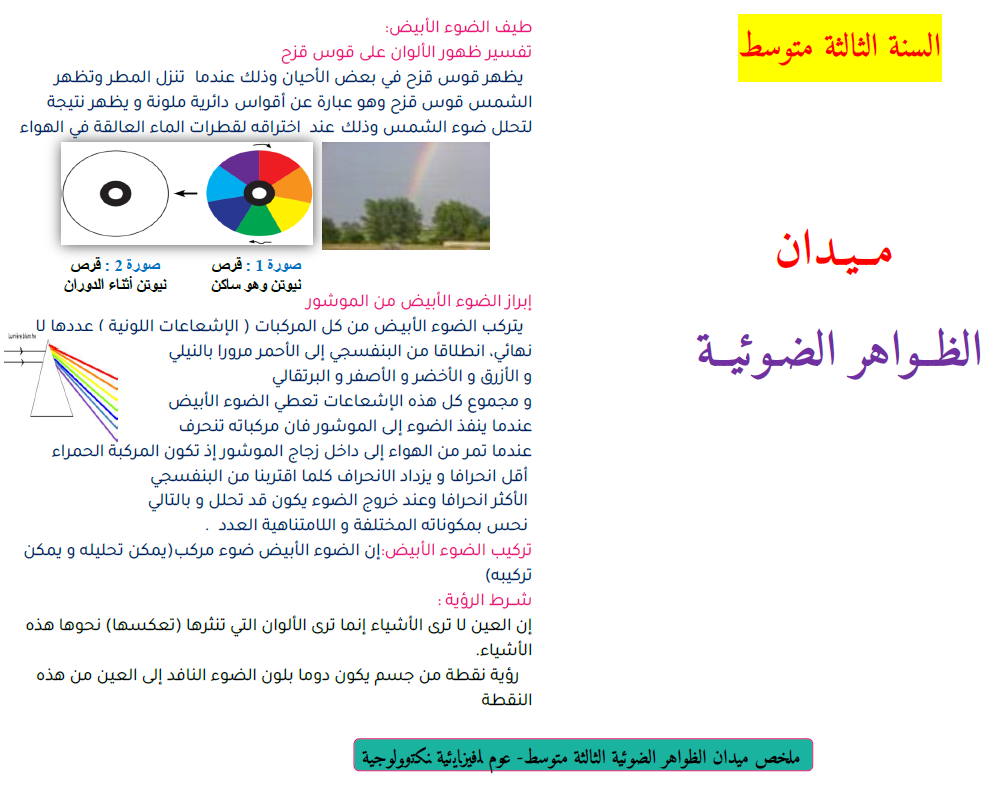 السنة الثالثة متوسط
ميدان
الظواهر الضوئية
طيف الضوء الأبيض:
تفسير ظهور الألوان على قوس قزح
يظهر قوس قزح في بعض الأحيان وذلك عندما تنزل المطر وتظهر
الشمس قوس قزح وهو عبارة عن أقواس دائرية ملونة و يظهر نتيجة
لتحلل ضوء الشمس وذلك عند اختراقه لقطرات الماء العالقة في الهواء
صورة 1 : قرص
نيوتن وهو ساكن
صورة 2 : قرص
نيوتن أثناء الدوران
إبراز الضوء الأبيض من الموشور
يتركب الضوء الأبيض من كل المركبات ( الإشعاعات اللونية ) عددها لا
نهائي، انطلاقا من البنفسجي إلى الأحمر مرورا بالنيلي
و الأزرق و الأخضر و الأصفر و البرتقالي
و مجموع كل هذه الإشعاعات تعطي الضوء الأبيض
عندما ينفذ الضوء إلى الموشور فان مركباته تنحرف
عندما تمر من الهواء إلى داخل زجاج الموشور إذ تكون المركبة الحمراء
أقل انحرافا و يزداد الانحراف كلما اقتربنا من البنفسجي
الأكثر انحرافا وعند خروج الضوء يكون قد تحلل و بالتالي
نحس بمكوناته المختلفة و اللامتناهية العدد .
Lumière blanche
تركيب الضوء الأبيض:إن الضوء الأبيض ضوء مركب(يمكن تحليله و يمكن
تركيبه)
شـرط الرؤية :
إن العين لا ترى الأشياء إنما ترى الألوان التي تنثرها (تعكسها) نحوها هذه
الأشياء.
رؤية نقطة من جسم يكون دوما بلون الضوء النافد إلى العين من هذه
النقطة
ملخص ميدان الظواهر الضوئية الثالثة متوسط-